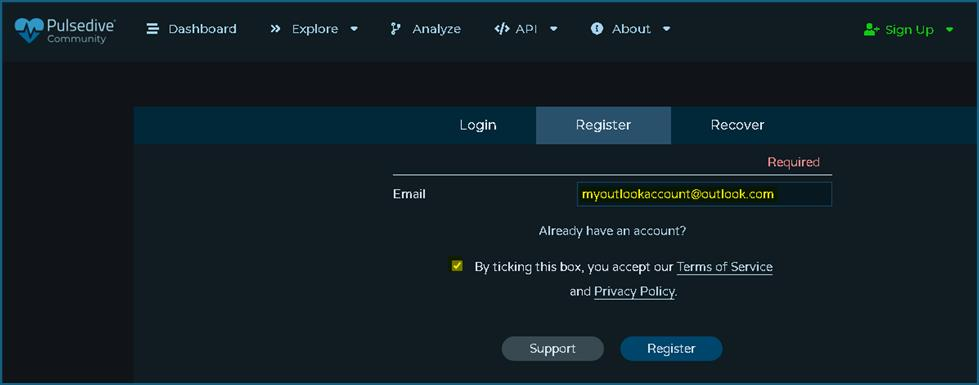 Pulsedive
Community
Dashboard
Explore
Analyze
API
About
Sign Up
Login
Register
Recover
Required
Email
myoutlookaccount@outlook.com
Already have an account?
By ticking this box, you accept our Terms of Service
and Privacy Policy.
Support
Register